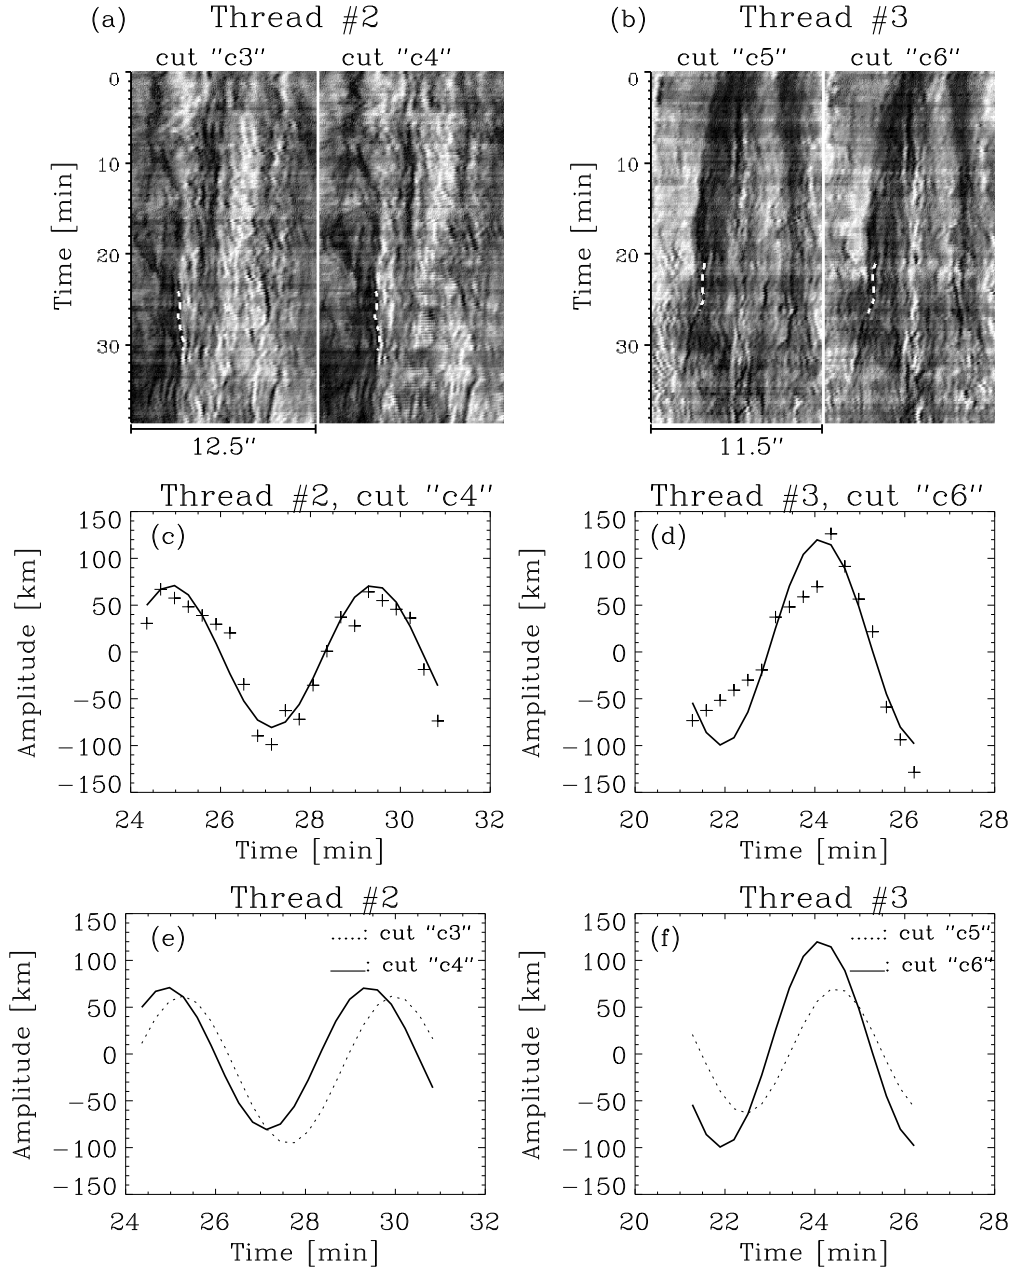 (a) Thread #2
cut "c3" cut "c4"
0
10
20
30
Time [min]
12.5"
(b) Thread #3
cut "c5" cut "c6"
0
10
20
30
Time [min]
11.5"
Thread #2, cut "c4"
(c)
150
100
50
0
−50
−100
−150
Amplitude [km]
24 26 28 30 32
Time [min]
Thread #3, cut "c6"
(d)
150
100
50
0
−50
−100
−150
Amplitude [km]
20 22 24 26 28
Time [min]
Thread #2
(e)
.....: cut "c3"
: cut "c4"
150
100
50
0
−50
−100
−150
Amplitude [km]
24 26 28 30 32
Time [min]
Thread #3
(f)
.....: cut "c5"
: cut "c6"
150
100
50
0
−50
−100
−150
Amplitude [km]
20 22 24 26 28
Time [min]